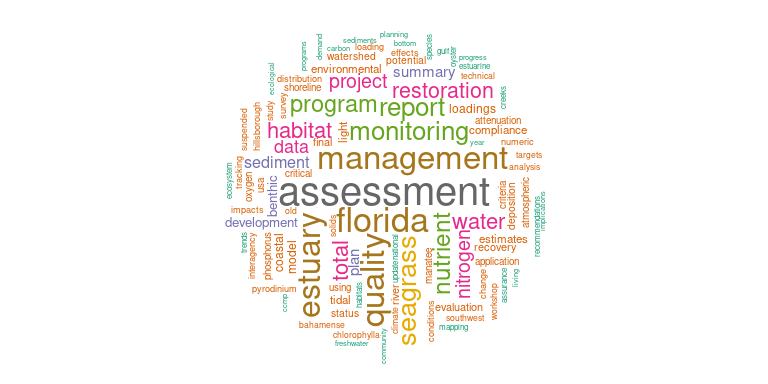 planning
sediments
bottom
carbon
loading
effects
species
gulf
oyster
progress
programs
demand
watershed
potential
estuarine
ecological
environmental
summary
technical
distribution
shoreline
project
restoration
creeks
survey
study
program
report
loadings
attenuation
suspended
hillsborough
habitat
light
monitoring
compliance
final
data
year
numeric
targets
sediment
management
analysis
ecosystem
tracking
oxygen
usa
benthic
critical
assessment
criteria
deposition
atmospheric
recommendations
implications
impacts
old
development
florida
water
solids
trends
interagency
phosphorus
coastal
model
estuary
total
plan
quality
update
national
seagrass
manatee
nutrient
nitrogen
estimates
recovery
application
change
workshop
assurance
living
pyrodinium
ccmp
using
tidal
habitats
river
status
climate
conditions
evaluation
southwest
mapping
bahamense
chlorophylla
freshwater
community